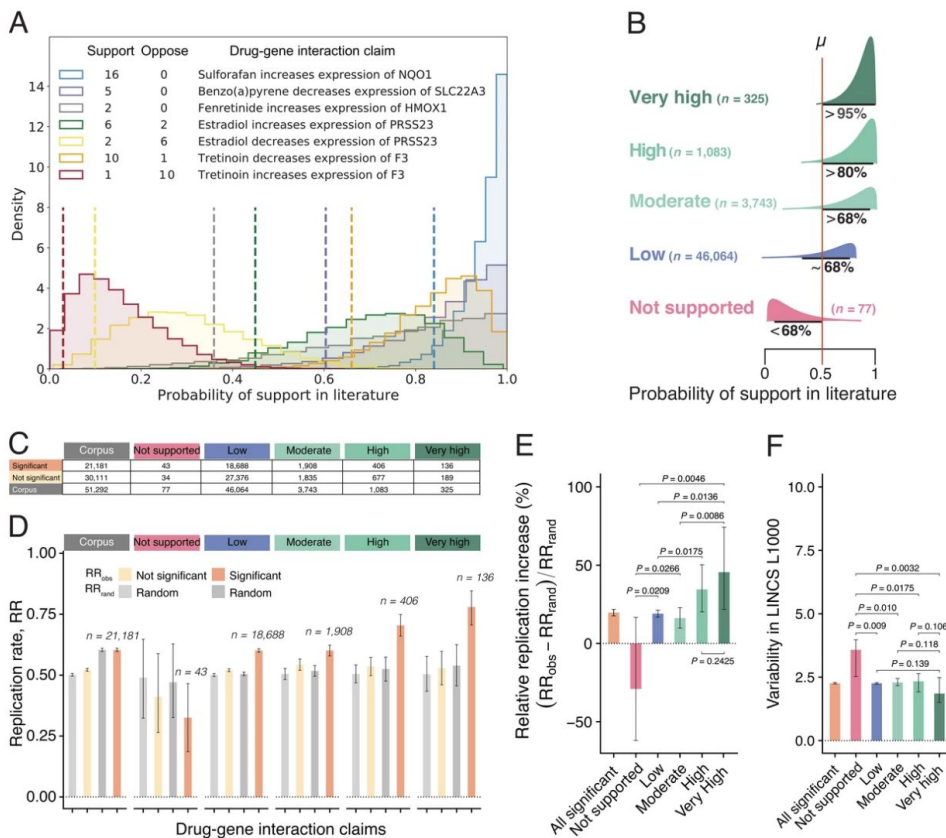 A
Support Oppose Drug-gene interaction claim
16 0 Sulforafan increases expression of NQO1
5 0 Benzo(a)pyrene decreases expression of SLC22A3
2 0 Fenretinide increases expression of HMOX1
6 2 Estradiol increases expression of PRSS23
2 6 Estradiol decreases expression of PRSS23
10 1 Tretinoin decreases expression of F3
1 10 Tretinoin increases expression of F3
Density
14
12
10
8
6
4
2
0
0.0 0.2 0.4 0.6 0.8 1.0
Probability of support in literature
B
μ
Very high (n = 325)
>95%
High (n = 1,083)
>80%
Moderate (n = 3,743)
>68%
Low (n = 46,064)
~68%
Not supported (n = 77)
<68%
0 0.5 1
Probability of support in literature
C
Corpus Not supported Low Moderate High Very high
Significant 21,181 43 18,688 1,908 406 136
Not significant 30,111 34 27,376 1,835 677 189
Corpus 51,292 77 46,064 3,743 1,083 325
D
Corpus Not supported Low Moderate High Very high
Replication rate, RR
1.00
0.75
0.50
0.25
0.00
RRobs Not significant Significant
RRrand Random Random
n = 21,181
n = 43
n = 18,688
n = 1,908
n = 406
n = 136
Drug-gene interaction claims
E
Relative replication increase (%)
(RRobs − RRrand) / RRrand
100
50
0
−50
P = 0.0046
P = 0.0136
P = 0.0086
P = 0.0175
P = 0.0266
P = 0.0209
P = 0.2425
All significant
Not supported
Low
Moderate
High
Very High
F
Variability in LINCS L1000
10.0
7.5
5.0
2.5
0.0
P = 0.0032
P = 0.0175
P = 0.010
P = 0.009
P = 0.106
P = 0.118
P = 0.139
All significant
Not supported
Low
Moderate
High
Very high